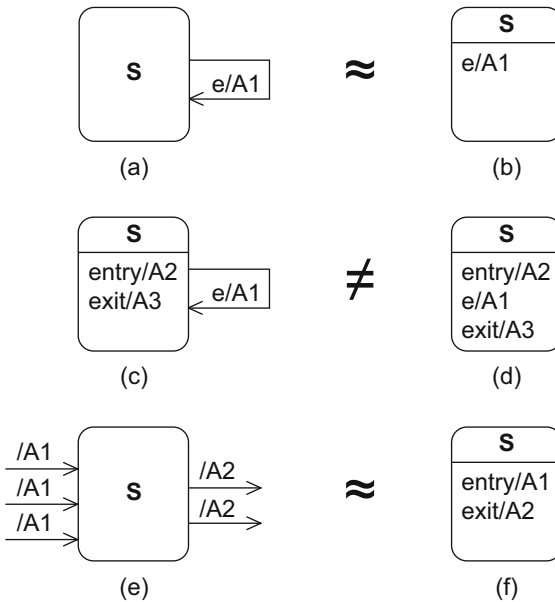 S
e/A1
≈
S
e/A1
(a)
(b)
S
entry/A2
exit/A3
e/A1
≠
S
entry/A2
e/A1
exit/A3
(c)
(d)
/A1
/A1
/A1
S
/A2
/A2
≈
S
entry/A1
exit/A2
(e)
(f)